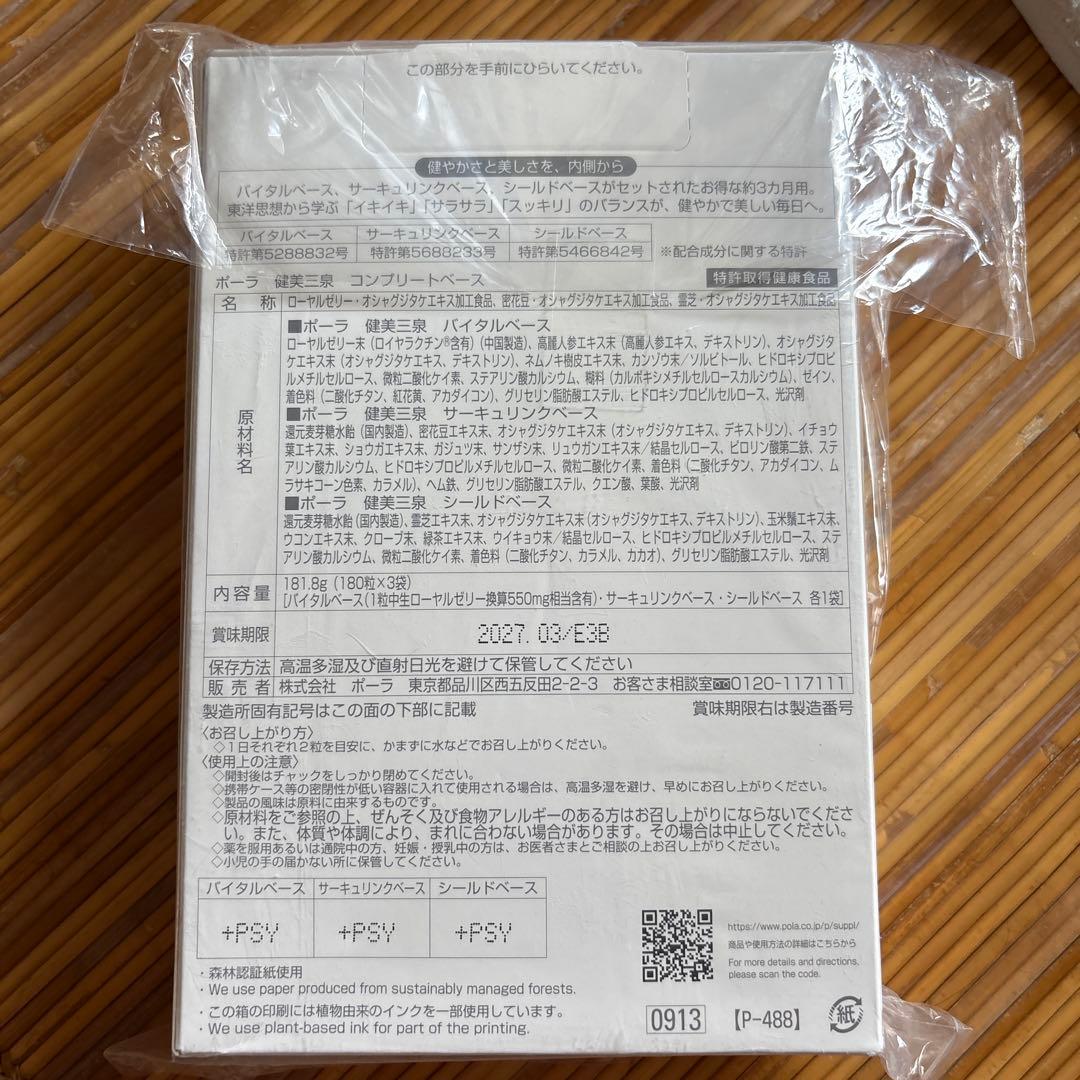 この部分を手前にひらいてください。
健やかさと美しさを、内側から
バイタルベース、サーキュリンクベース、シールドベースがセットされたお得な約3カ月用。
東洋思想から学ぶ「イキイキ」「サラサラ」「スッキリ」のバランスが、健やかで美しい毎日へ。
バイタルベース サーキュリンクベース シールドベース
特許第5288832号 特許第5688233号 特許第5466842号 ※配合成分に関する特許
ポーラ 健美三泉 コンプリートベース 特許取得健康食品
名称 ローヤルゼリー・オシャグジタケエキス加工食品、密花豆・オシャグジタケエキス加工食品、霊芝・オシャグジタケエキス加工食品
原材料名
■ポーラ 健美三泉 バイタルベース
ローヤルゼリー末（ロイヤラクチン®含有）（中国製造）、高麗人参エキス末（高麗人参エキス、デキストリン）、オシャグジタ
ケエキス末（オシャグジタケエキス、デキストリン）、ネムノキ樹皮エキス末、カンゾウ末／ソルビトール、ヒドロキシプロピ
ルメチルセルロース、微粒二酸化ケイ素、ステアリン酸カルシウム、糊料（カルボキシメチルセルロースカルシウム）、ゼイン、
着色料（二酸化チタン、紅花黄、アカダイコン）、グリセリン脂肪酸エステル、ヒドロキシプロピルセルロース、光沢剤
■ポーラ 健美三泉 サーキュリンクベース
還元麦芽糖水飴（国内製造）、密花豆エキス末、オシャグジタケエキス末（オシャグジタケエキス、デキストリン）、イチョウ
葉エキス末、ショウガエキス末、ガジュツ末、サンザシ末、リュウガンエキス末／結晶セルロース、ピロリン酸第二鉄、ステ
アリン酸カルシウム、ヒドロキシプロピルメチルセルロース、微粒二酸化ケイ素、着色料（二酸化チタン、アカダイコン、ム
ラサキコーン色素、カラメル）、ヘム鉄、グリセリン脂肪酸エステル、クエン酸、葉酸、光沢剤
■ポーラ 健美三泉 シールドベース
還元麦芽糖水飴（国内製造）、霊芝エキス末、オシャグジタケエキス末（オシャグジタケエキス、デキストリン）、玉米鬚エキス末、
ウコンエキス末、クローブ末、緑茶エキス末、ウイキョウ末／結晶セルロース、ヒドロキシプロピルメチルセルロース、ステ
アリン酸カルシウム、微粒二酸化ケイ素、着色料（二酸化チタン、カラメル、カカオ）、グリセリン脂肪酸エステル、光沢剤
内容量 181.8g（180粒×3袋）
[バイタルベース（1粒中生ローヤルゼリー換算550mg相当含有）・サーキュリンクベース・シールドベース 各1袋]
賞味期限 2027.03/E3B
保存方法 高温多湿及び直射日光を避けて保管してください
販売者 株式会社 ポーラ 東京都品川区西五反田2-2-3 お客さま相談室 0120-117111
製造所固有記号はこの面の下部に記載 賞味期限右は製造番号
〈お召し上がり方〉
◇1日それぞれ2粒を目安に、かまずに水などでお召し上がりください。
〈使用上の注意〉
◇開封後はチャックをしっかり閉めてください。
◇携帯ケース等の密閉性が低い容器に入れて使用される場合は、高温多湿を避け、早めにお召し上がりください。
◇製品の風味は原料に由来するものです。
◇原材料をご参照の上、ぜんそく及び食物アレルギーのある方はお召し上がりにならないでくださ
い。また、体質や体調により、まれに合わない場合があります。その場合は中止してください。
◇薬を服用あるいは通院中の方、妊娠・授乳中の方は、お医者さまとご相談の上お召し上がりください。
◇小児の手の届かない所に保管してください。
バイタルベース サーキュリンクベース シールドベース
+PSY +PSY +PSY
https://www.pola.co.jp/p/suppl/
商品や使用方法の詳細はこちらから
For more details and directions,
please scan the code.
・森林認証紙使用
・We use paper produced from sustainably managed forests.
・この箱の印刷には植物由来のインクを一部使用しています。
・We use plant-based ink for part of the printing.
0913 【P-488】 紙